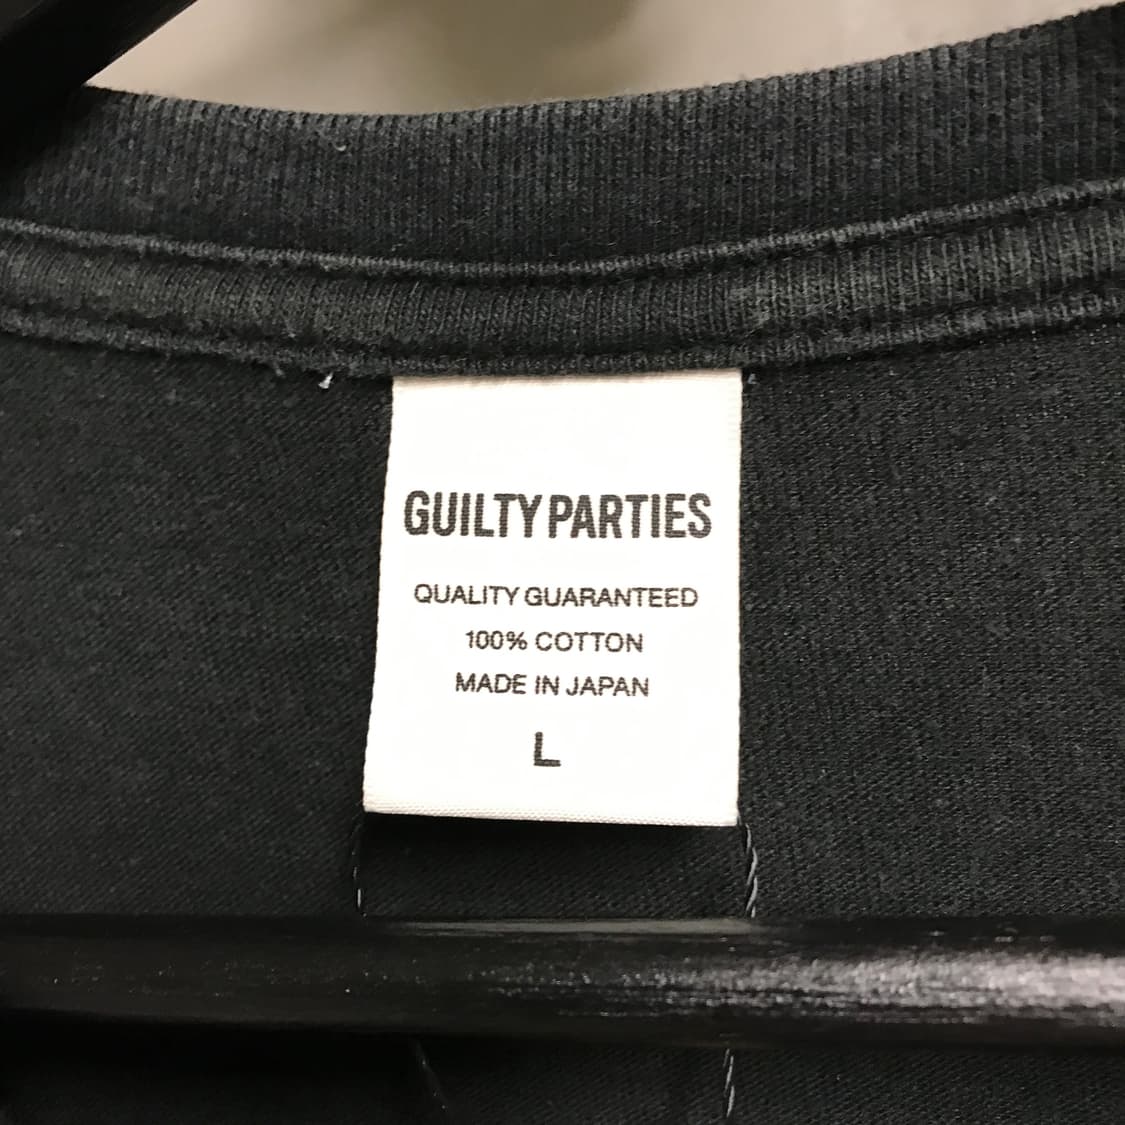 GUILTY PARTIES
QUALITY GUARANTEED
100% COTTON
MADE IN JAPAN
L